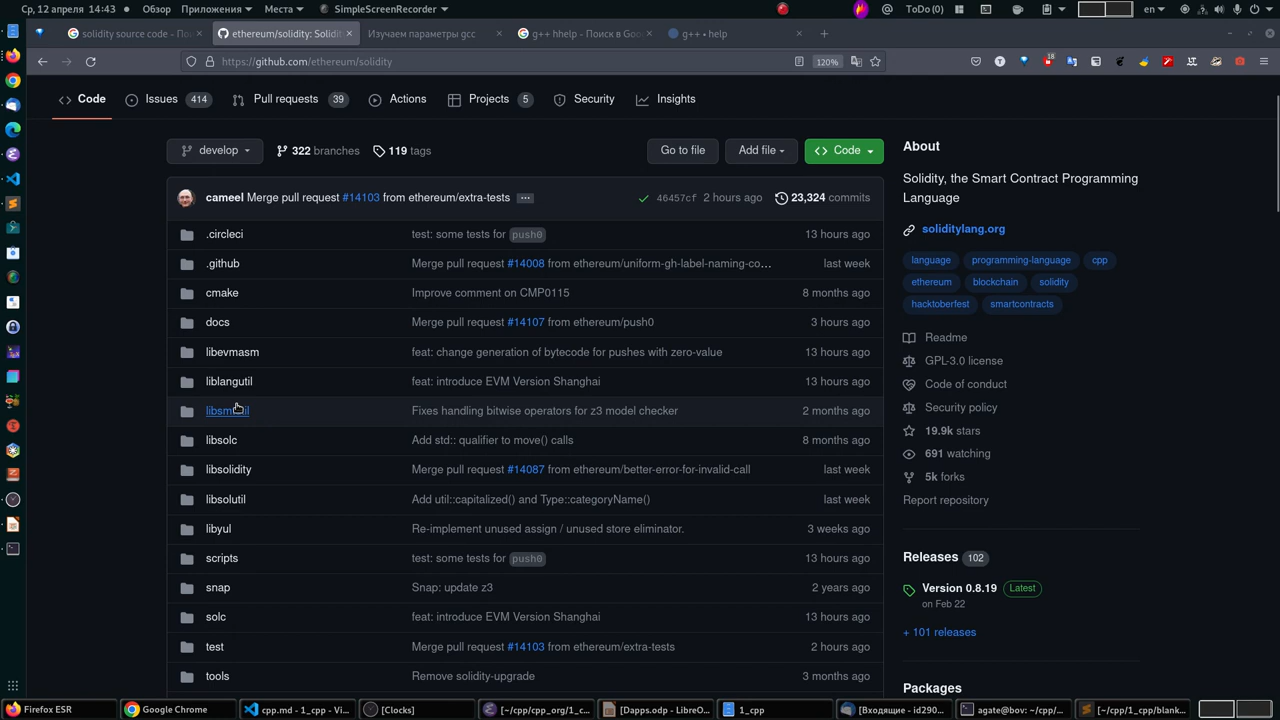 Ср, 12 апреля - 14:43 Обзор Приложения Места SimpleScreenRecorder ToDo (0) en
solidity source code - Пои ethereum/solidity: Solidit Изучаем параметры gcc g++ hhelp - Поиск в Goo g++ • help
https://github.com/ethereum/solidity 120% 18
Code Issues 414 Pull requests 39 Actions Projects 5 Security Insights
develop 322 branches 119 tags Go to file Add file Code
cameel Merge pull request #14103 from ethereum/extra-tests 46457cf 2 hours ago 23,324 commits
.circleci test: some tests for push0 13 hours ago
.github Merge pull request #14008 from ethereum/uniform-gh-label-naming-co… last week
cmake Improve comment on CMP0115 8 months ago
docs Merge pull request #14107 from ethereum/push0 3 hours ago
libevmasm feat: change generation of bytecode for pushes with zero-value 13 hours ago
liblangutil feat: introduce EVM Version Shanghai 13 hours ago
libsmtutil Fixes handling bitwise operators for z3 model checker 2 months ago
libsolc Add std:: qualifier to move() calls 8 months ago
libsolidity Merge pull request #14087 from ethereum/better-error-for-invalid-call last week
libsolutil Add util::capitalized() and Type::categoryName() last week
libyul Re-implement unused assign / unused store eliminator. 3 weeks ago
scripts test: some tests for push0 13 hours ago
snap Snap: update z3 2 years ago
solc feat: introduce EVM Version Shanghai 13 hours ago
test Merge pull request #14103 from ethereum/extra-tests 2 hours ago
tools Remove solidity-upgrade 3 months ago
About
Solidity, the Smart Contract Programming
Language
soliditylang.org
language programming-language cpp
ethereum blockchain solidity
hacktoberfest smartcontracts
Readme
GPL-3.0 license
Code of conduct
Security policy
19.9k stars
691 watching
5k forks
Report repository
Releases 102
Version 0.8.19 Latest
on Feb 22
+ 101 releases
Packages
Firefox ESR Google Chrome cpp.md - 1_cpp - Vi… [Clocks] [~/cpp/cpp_org/1_c… [Dapps.odp - LibreO… 1_cpp [Входящие - id290… agate@bov: ~/cpp/… [~/cpp/1_cpp/blank…